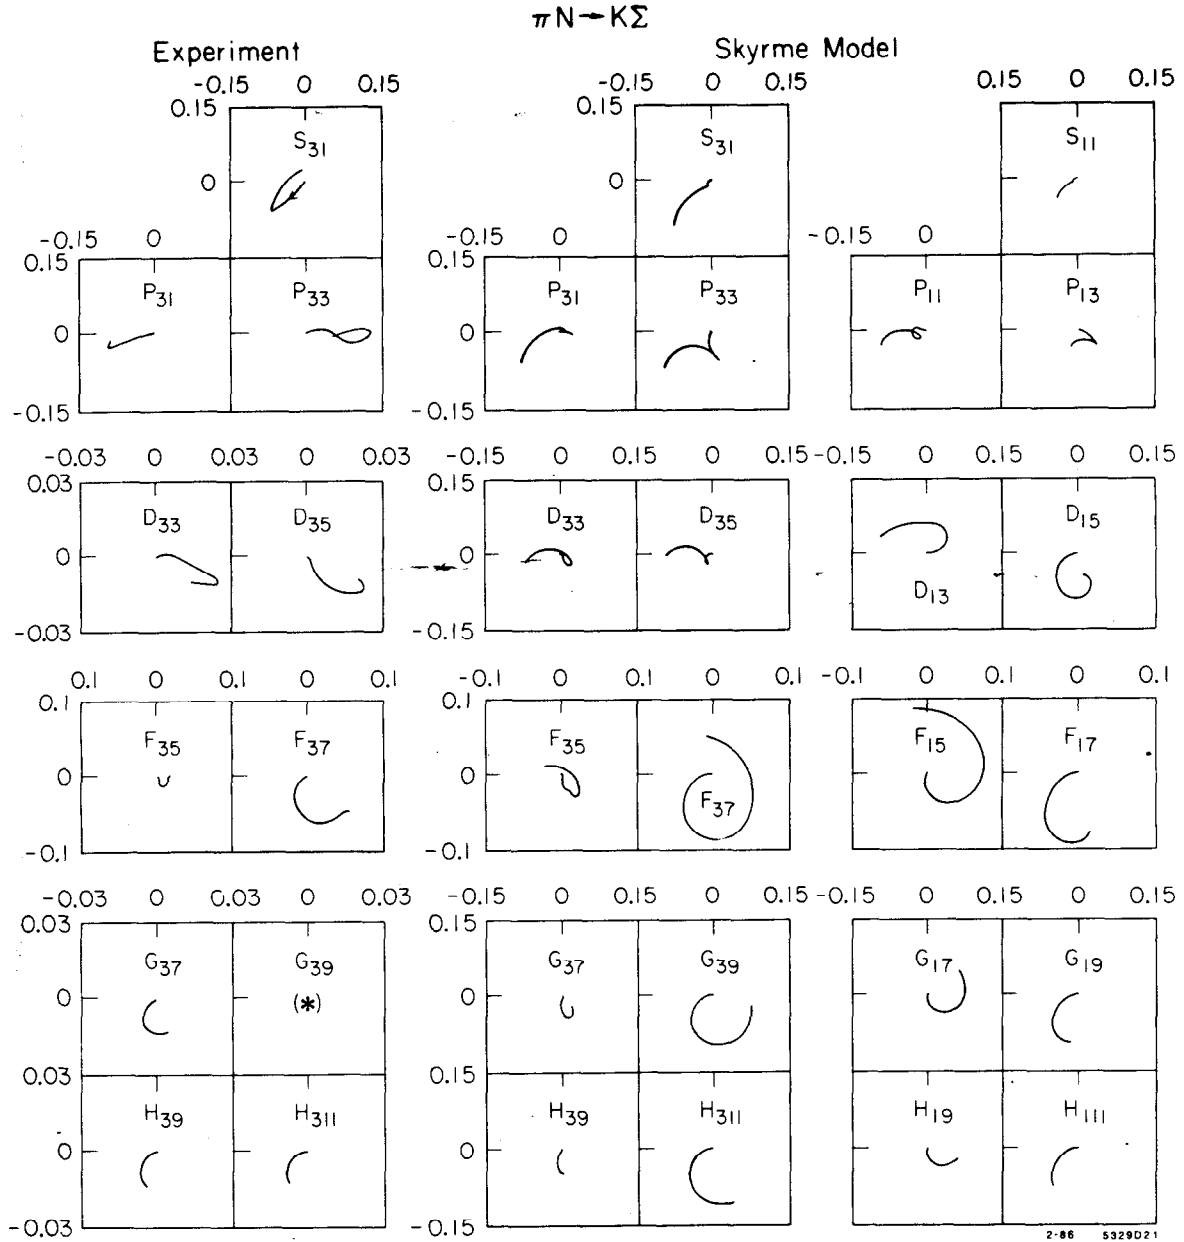 πN→KΣ
Experiment Skyrme Model
-0.15 0 0.15 -0.15 0 0.15 0 0.15
0.15 0.15
S31 S31 S11
0 0
-0.15 0 -0.15 0 -0.15 0
0.15 0.15
P31 P33 P31 P33 P11 P13
0 0
-0.15 -0.15
-0.03 0 0.03 0 0.03 -0.15 0 0.15 0 0.15 -0.15 0 0.15 0 0.15
0.03 0.15
D33 D35 D33 D35 D15
0 0
D13
-0.03 -0.15
0.1 0 0.1 0 0.1 -0.1 0 0.1 0 0.1 -0.1 0 0.1 0 0.1
0.1 0.1
F35 F37 F35 F15 F17
0 0
F37
-0.1 -0.1
-0.03 0 0.03 0 0.03 -0.15 0 0.15 0 0.15 -0.15 0 0.15 0 0.15
0.03 0.15
G37 G39 G37 G39 G17 G19
0 (*) 0
0.03 0.15
H39 H311 H39 H311 H19 H111
0 0
-0.03 -0.15
2-86 5329D21